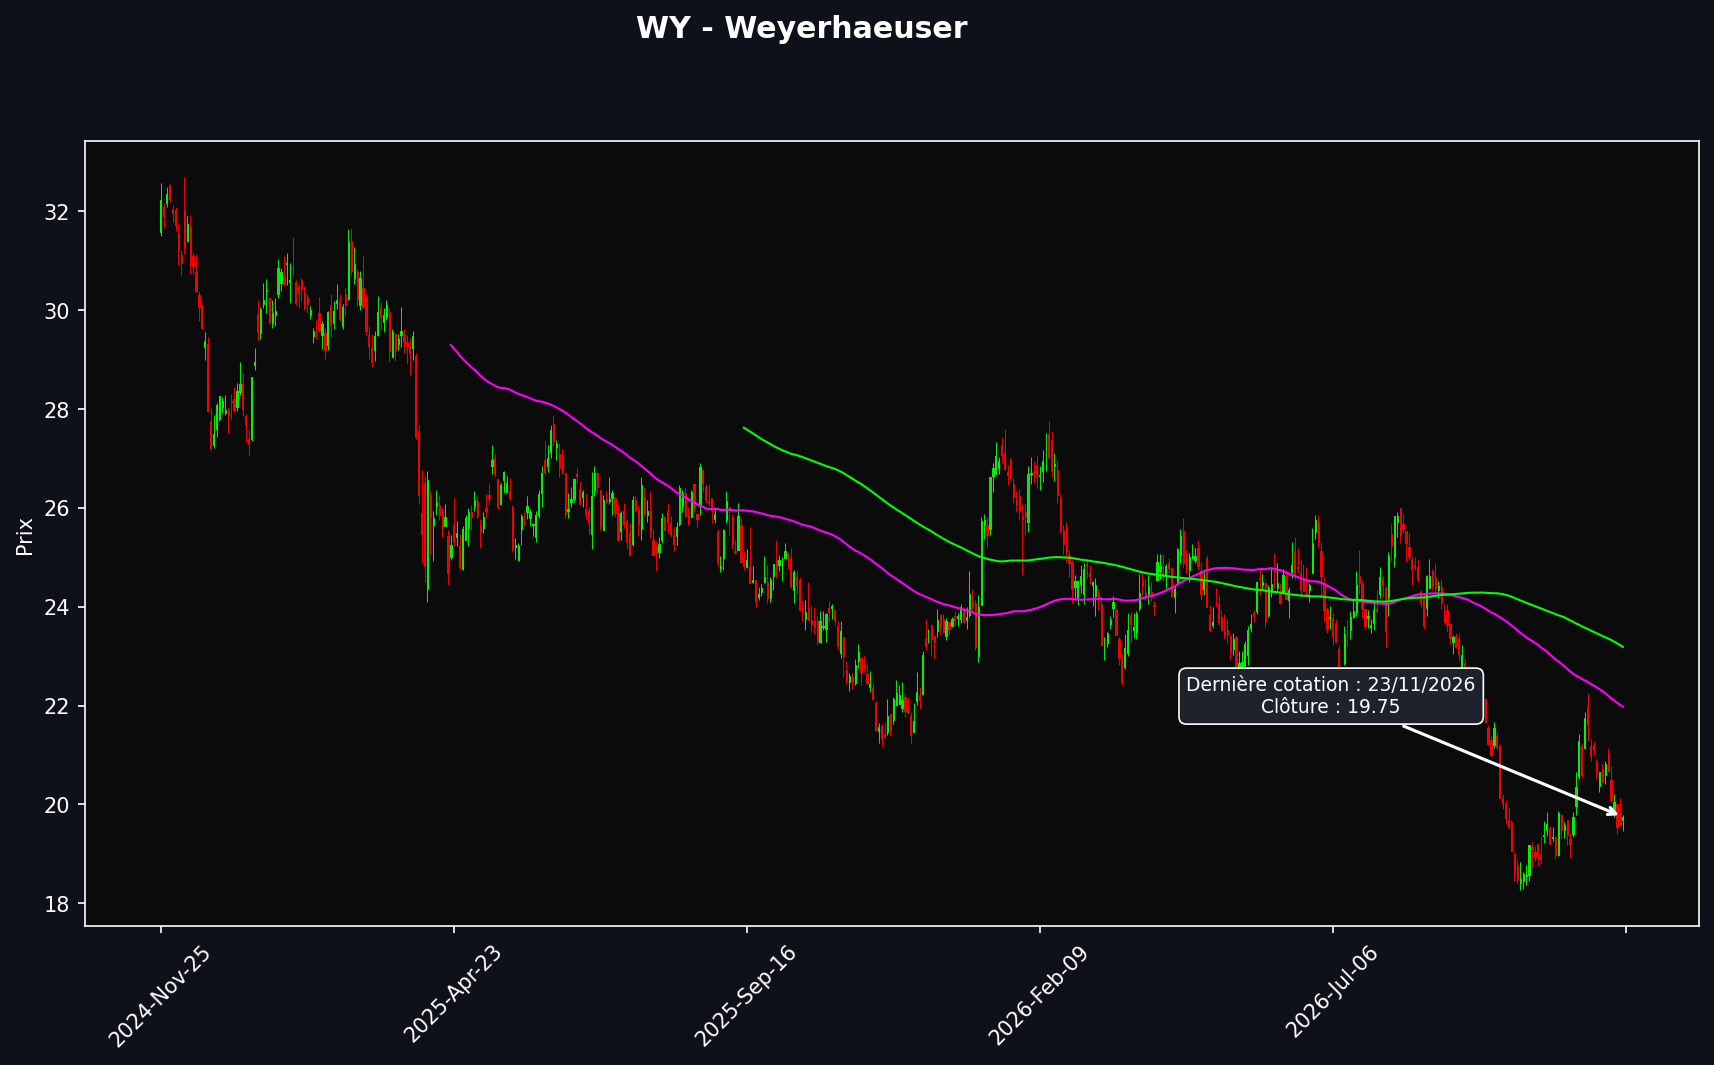 WY - Weyerhaeuser
Prix
32
30
28
26
24
22
20
18
Dernière cotation : 23/11/2026
Clôture : 19.75
2024-Nov-25
2025-Apr-23
2025-Sep-16
2026-Feb-09
2026-Jul-06